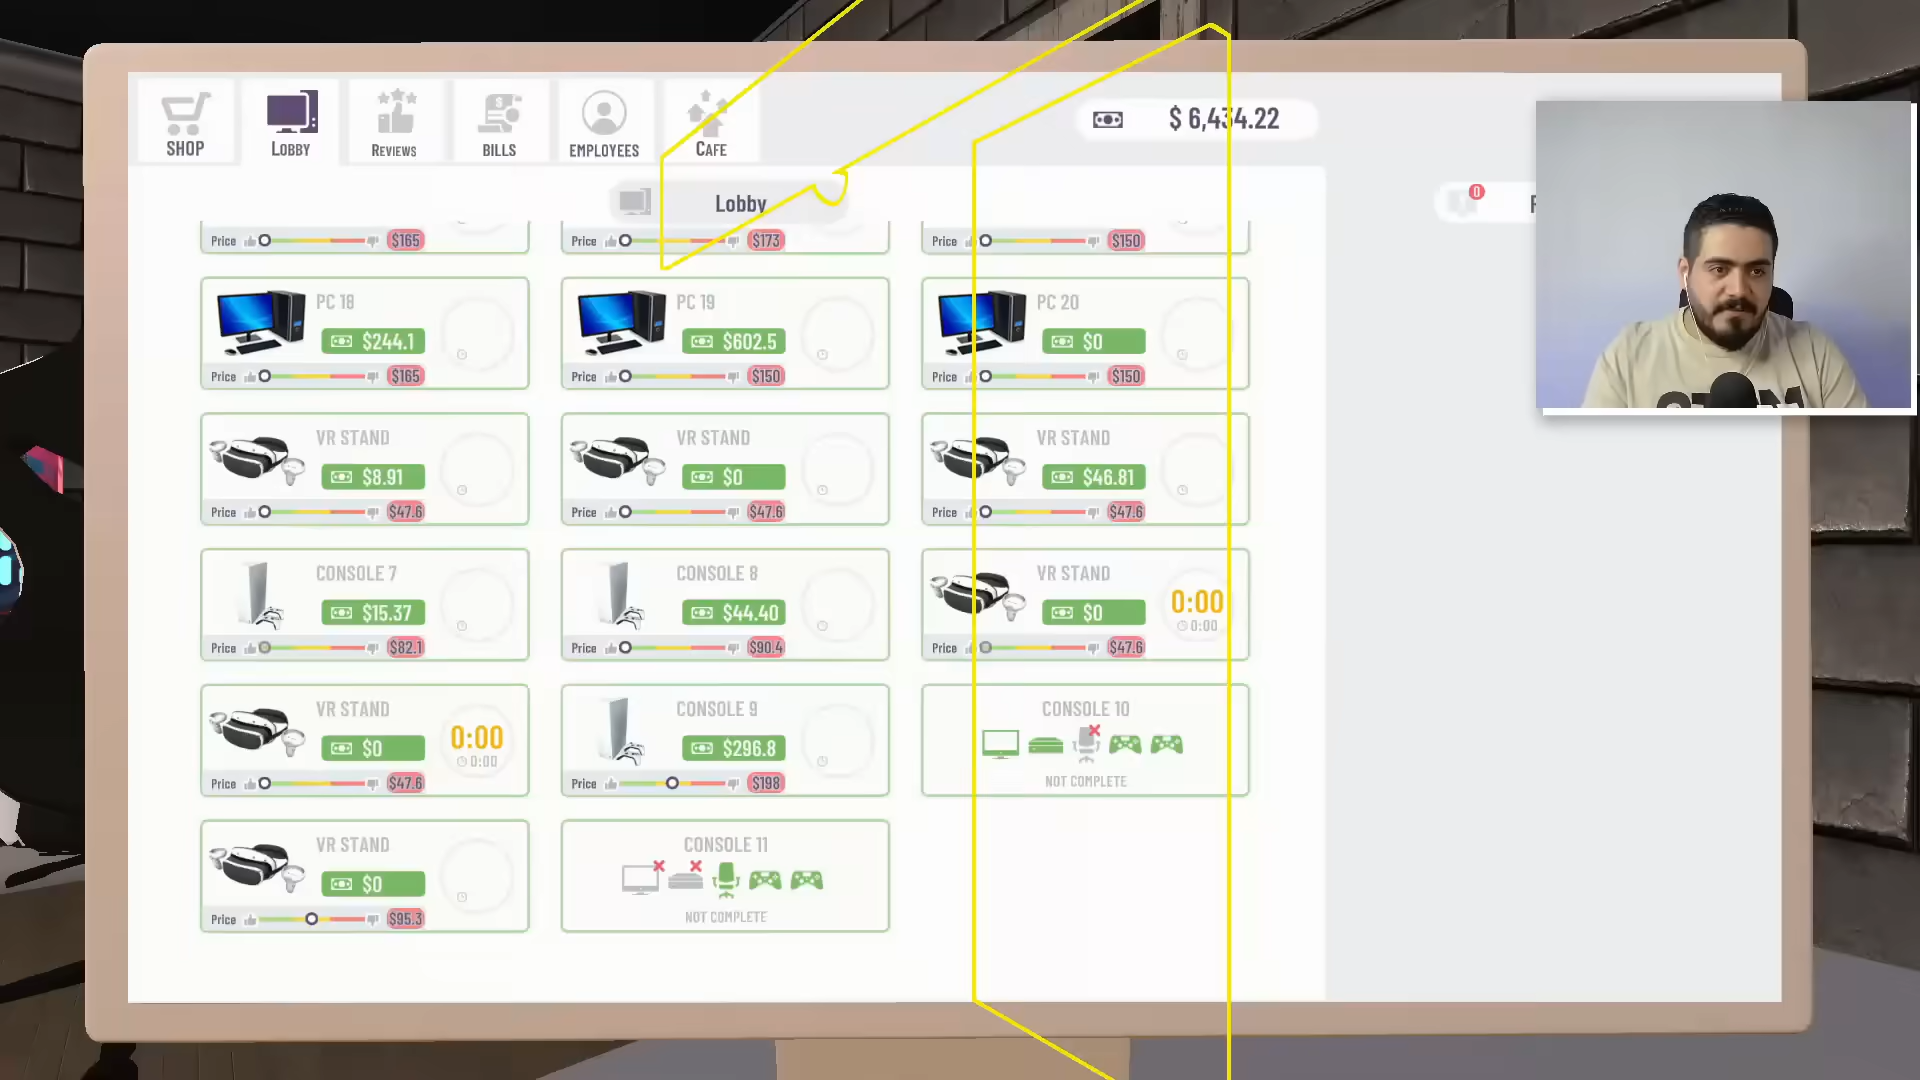 SHOP
LOBBY
REVIEWS
BILLS
EMPLOYEES
CAFE
$ 6,434.22
Lobby
0
Price $165
Price $173
Price $150
PC 18
$244.1
Price $165
PC 19
$602.5
Price $150
PC 20
$0
Price $150
VR STAND
$8.91
Price $47.6
VR STAND
$0
Price $47.6
VR STAND
$46.81
Price $47.6
CONSOLE 7
$15.37
Price $82.1
CONSOLE 8
$44.40
Price $90.4
VR STAND
$0
0:00
0:00
Price $47.6
VR STAND
$0
0:00
0:00
Price $47.6
CONSOLE 9
$296.8
Price $198
CONSOLE 10
NOT COMPLETE
VR STAND
$0
Price $95.3
CONSOLE 11
NOT COMPLETE